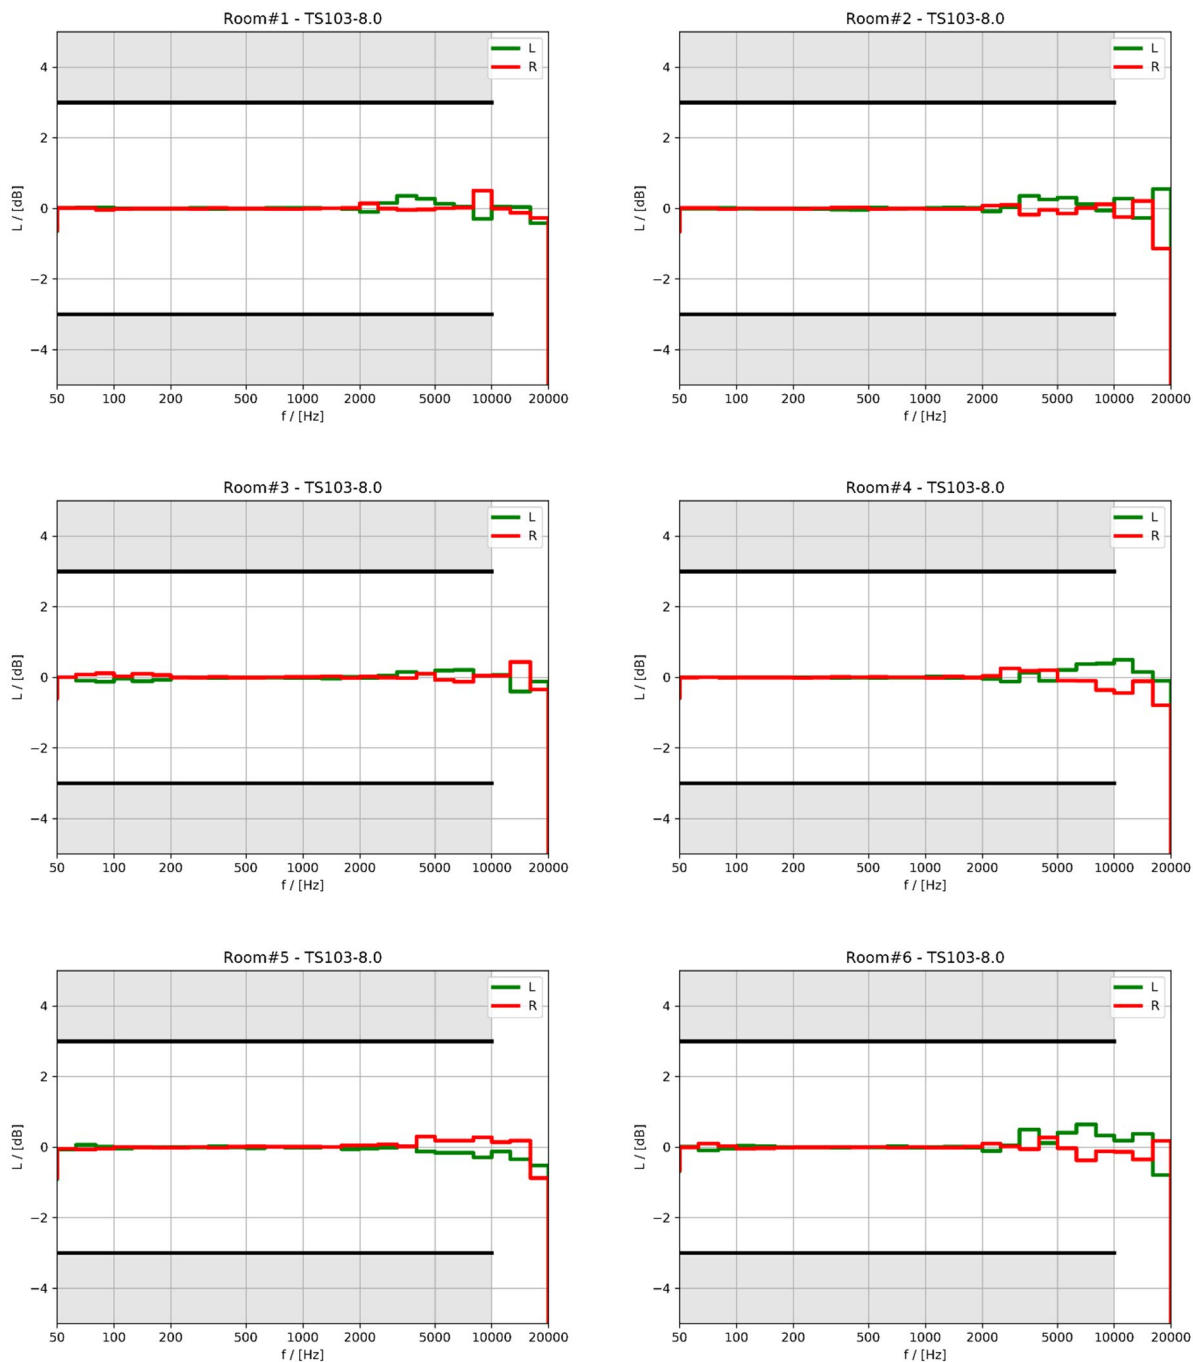 Room#1 - TS103-8.0
L
R
4
2
0
−2
−4
L / [dB]
50 100 200 500 1000 2000 5000 10000 20000
f / [Hz]
Room#2 - TS103-8.0
L
R
4
2
0
−2
−4
L / [dB]
50 100 200 500 1000 2000 5000 10000 20000
f / [Hz]
Room#3 - TS103-8.0
L
R
4
2
0
−2
−4
L / [dB]
50 100 200 500 1000 2000 5000 10000 20000
f / [Hz]
Room#4 - TS103-8.0
L
R
4
2
0
−2
−4
L / [dB]
50 100 200 500 1000 2000 5000 10000 20000
f / [Hz]
Room#5 - TS103-8.0
L
R
4
2
0
−2
−4
L / [dB]
50 100 200 500 1000 2000 5000 10000 20000
f / [Hz]
Room#6 - TS103-8.0
L
R
4
2
0
−2
−4
L / [dB]
50 100 200 500 1000 2000 5000 10000 20000
f / [Hz]